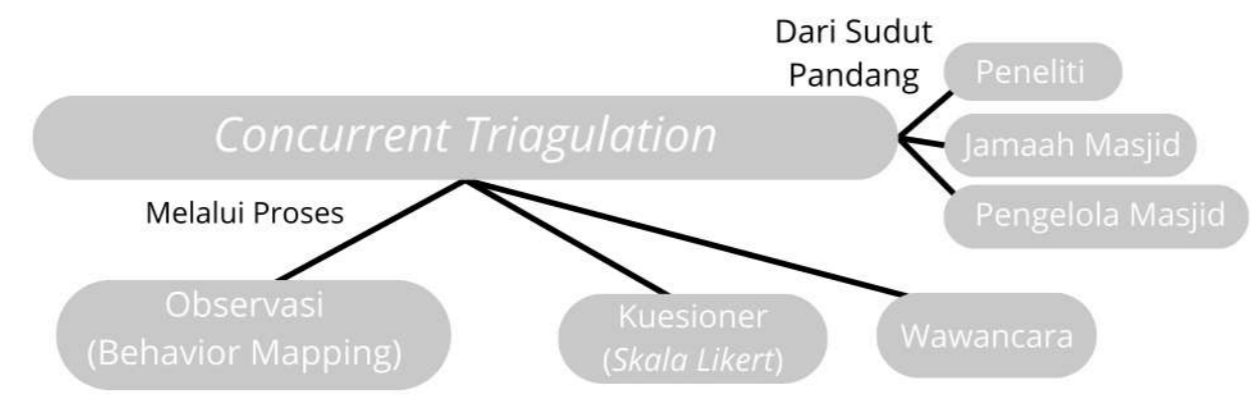 Dari Sudut
Pandang
Peneliti
Concurrent Triagulation
Jamaah Masjid
Pengelola Masjid
Melalui Proses
Observasi
(Behavior Mapping)
Kuesioner
(Skala Likert)
Wawancara